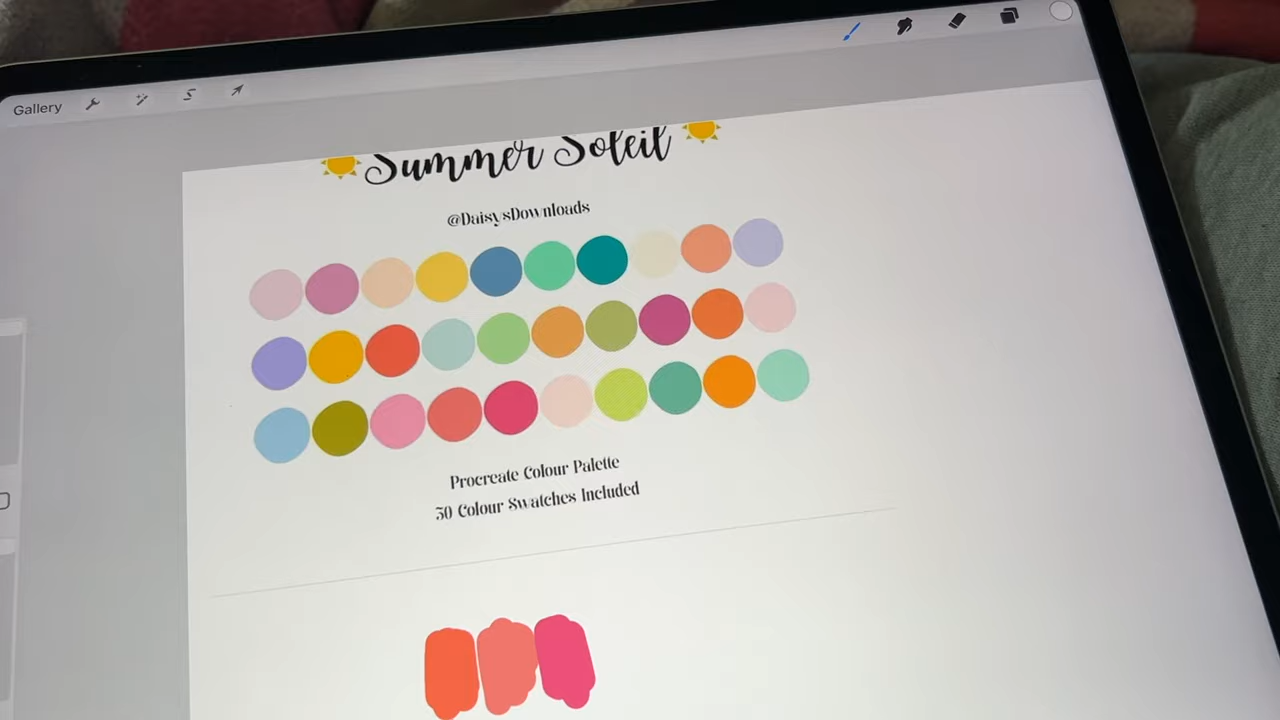 Gallery
Summer Soleil
@DaisysDownloads
Procreate Colour Palette
30 Colour Swatches Included